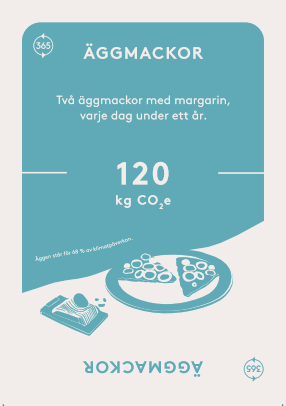 365
ÄGGMACKOR
Två äggmackor med margarin,
varje dag under ett år.
120
kg CO₂e
Äggen står för 68 % av klimatpåverkan.
ÄGGMACKOR
365